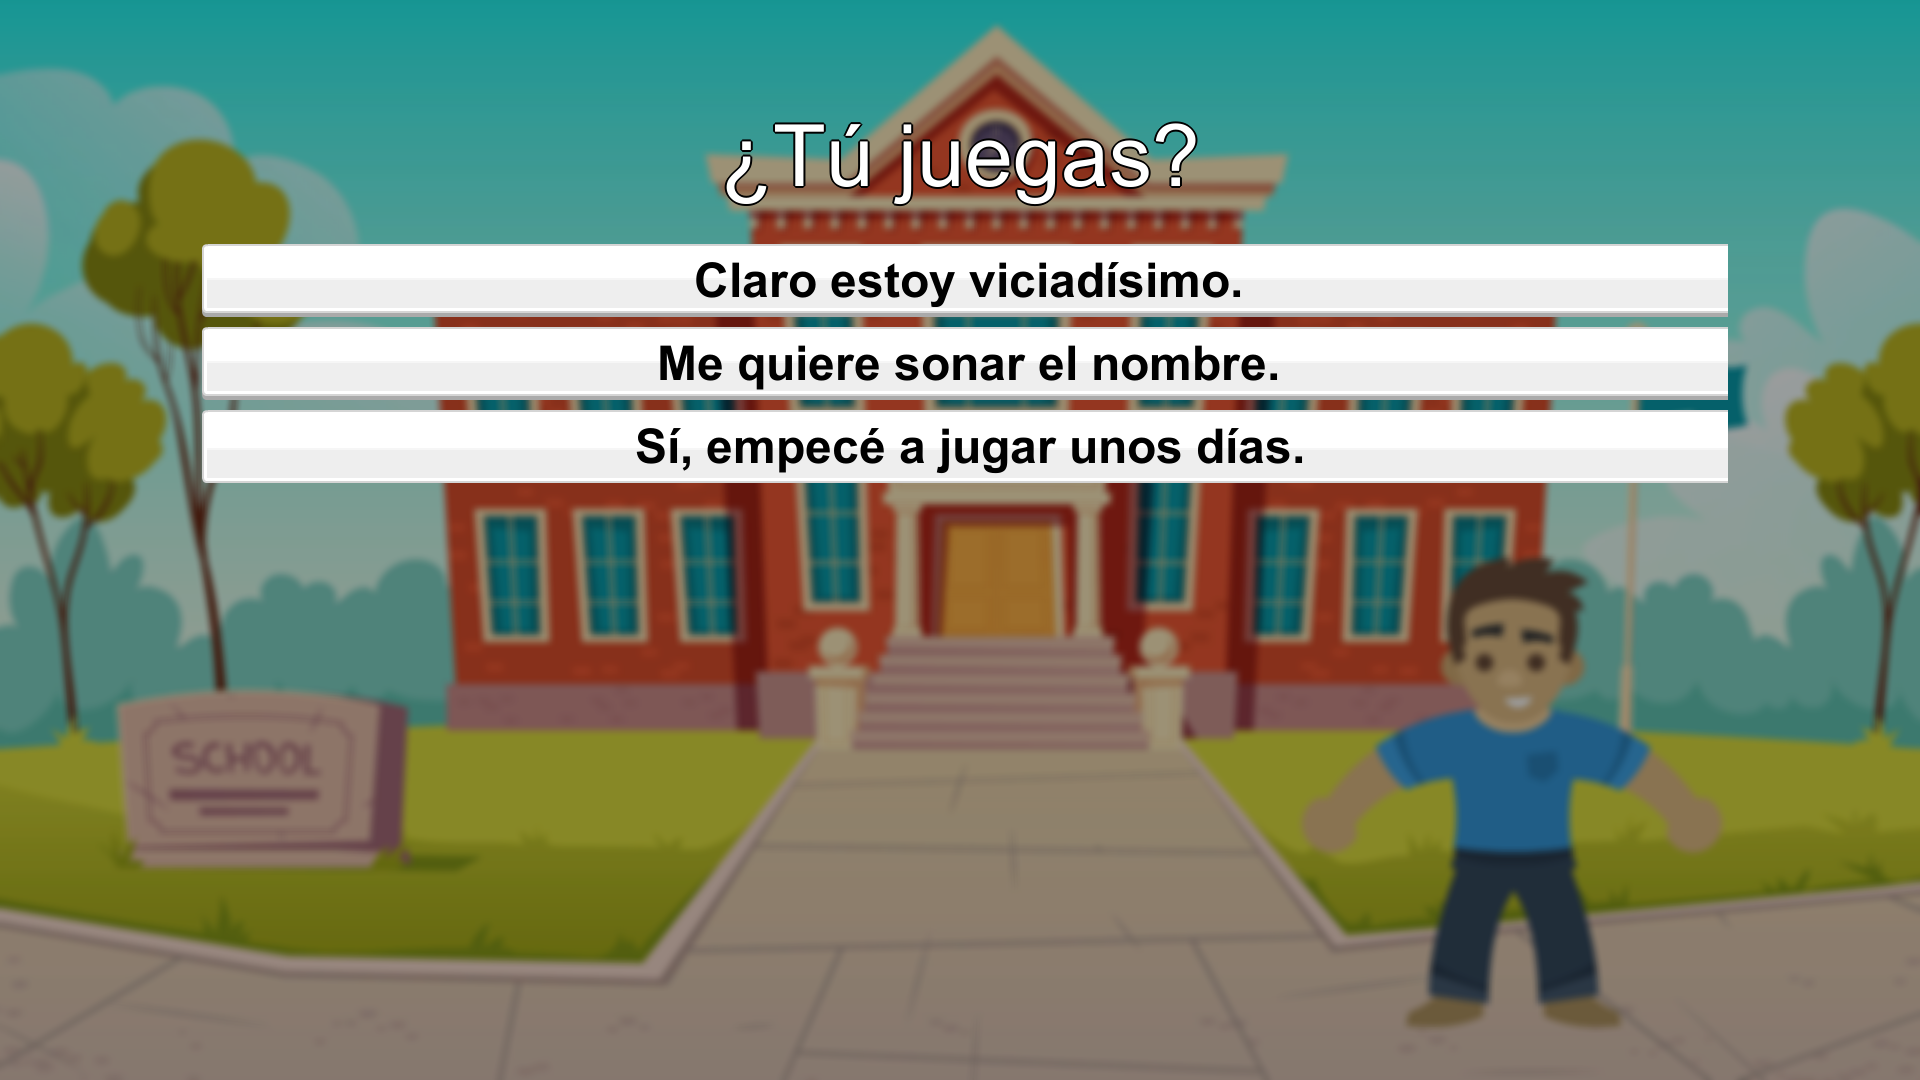 ¿Tú juegas?
Claro estoy viciadísimo.
Me quiere sonar el nombre.
Sí, empecé a jugar unos días.
SCHOOL